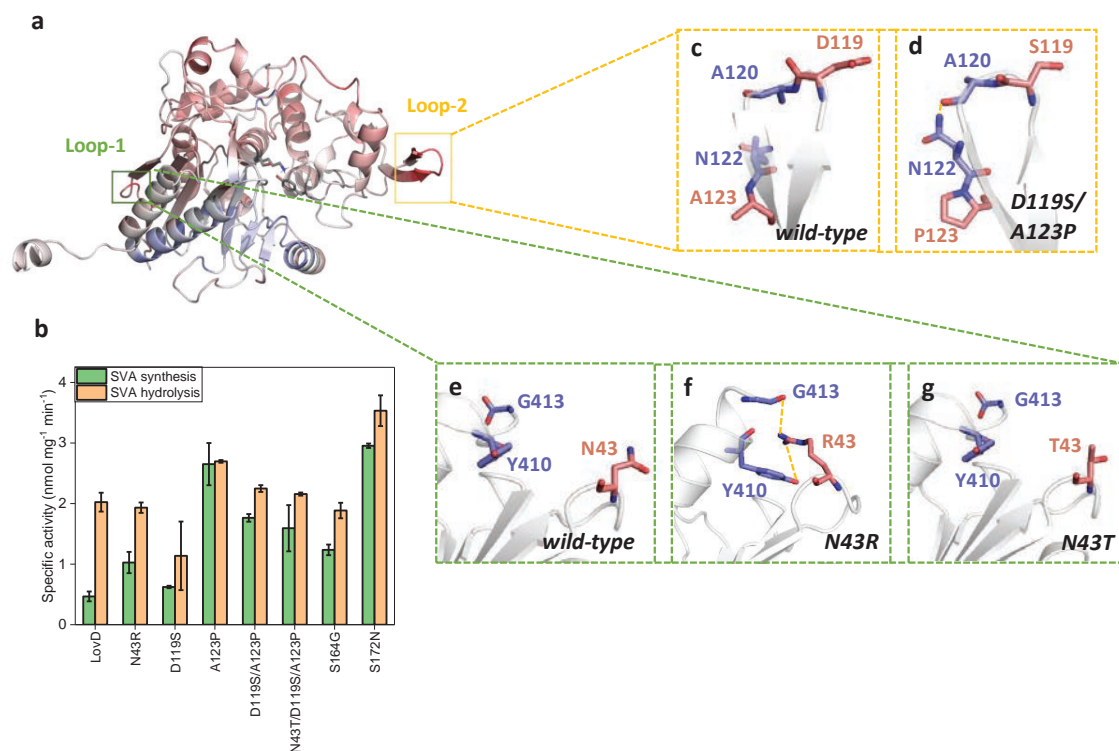 a
Loop-1
Loop-2
c
D119
A120
N122
A123
wild-type
d
S119
A120
N122
P123
D119S/
A123P
b
SVA synthesis
SVA hydrolysis
Specific activity (nmol mg⁻¹ min⁻¹)
4
3
2
1
0
LovD
N43R
D119S
A123P
D119S/A123P
N43T/D119S/A123P
S164G
S172N
e
G413
N43
Y410
wild-type
f
G413
R43
Y410
N43R
g
G413
T43
Y410
N43T